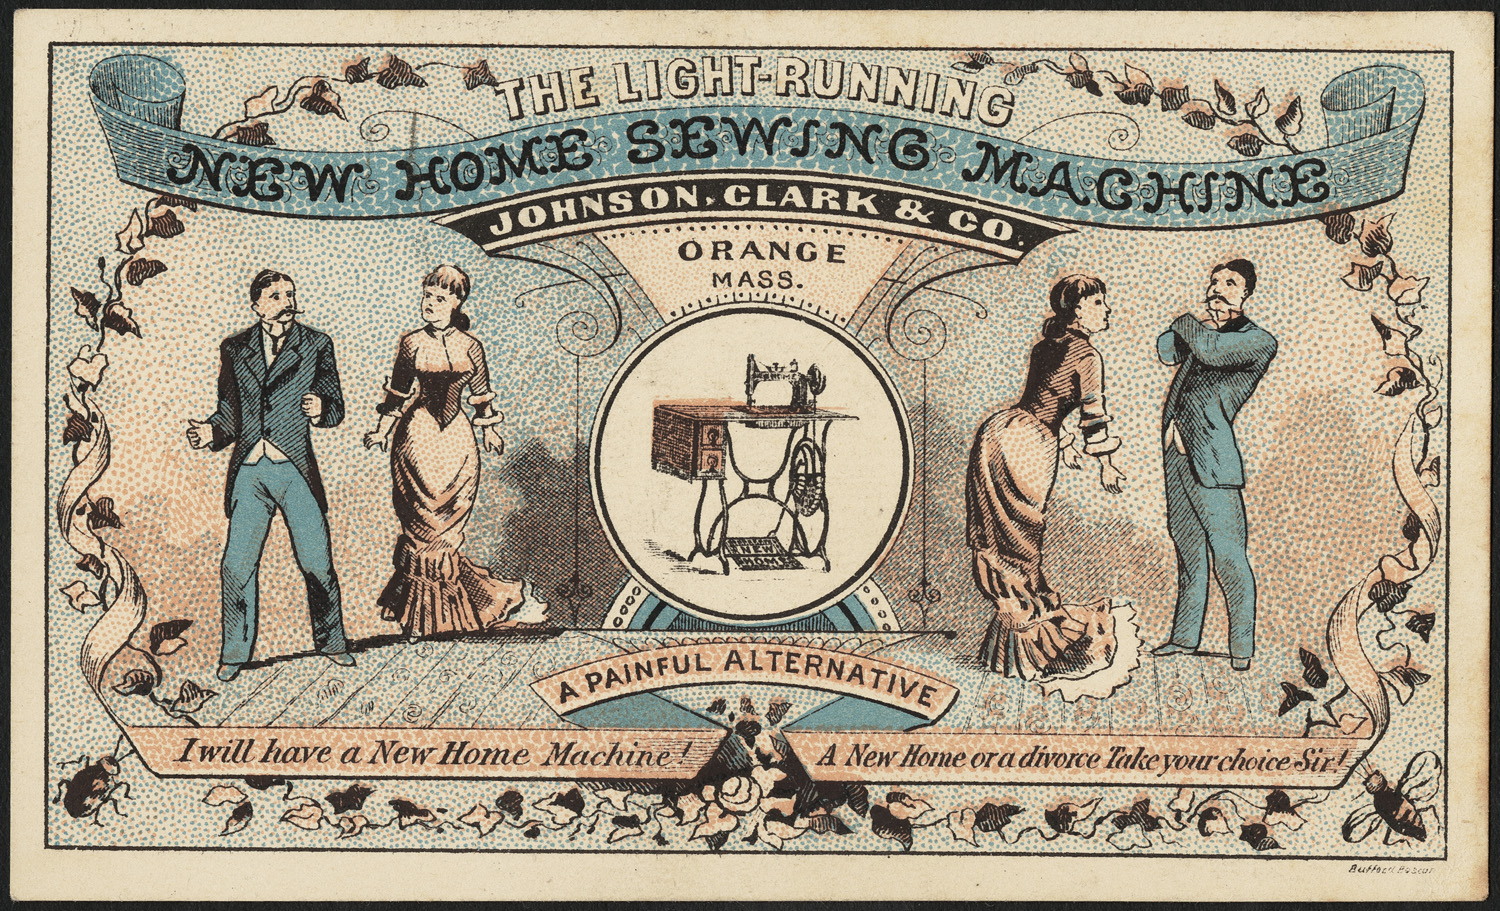 THE LIGHT-RUNNING
NEW HOME SEWING MACHINE
JOHNSON, CLARK & CO.
ORANGE
MASS.
NEW
HOME
A PAINFUL ALTERNATIVE
I will have a New Home Machine!
A New Home or a divorce Take your choice Sir!
Bufford Boston